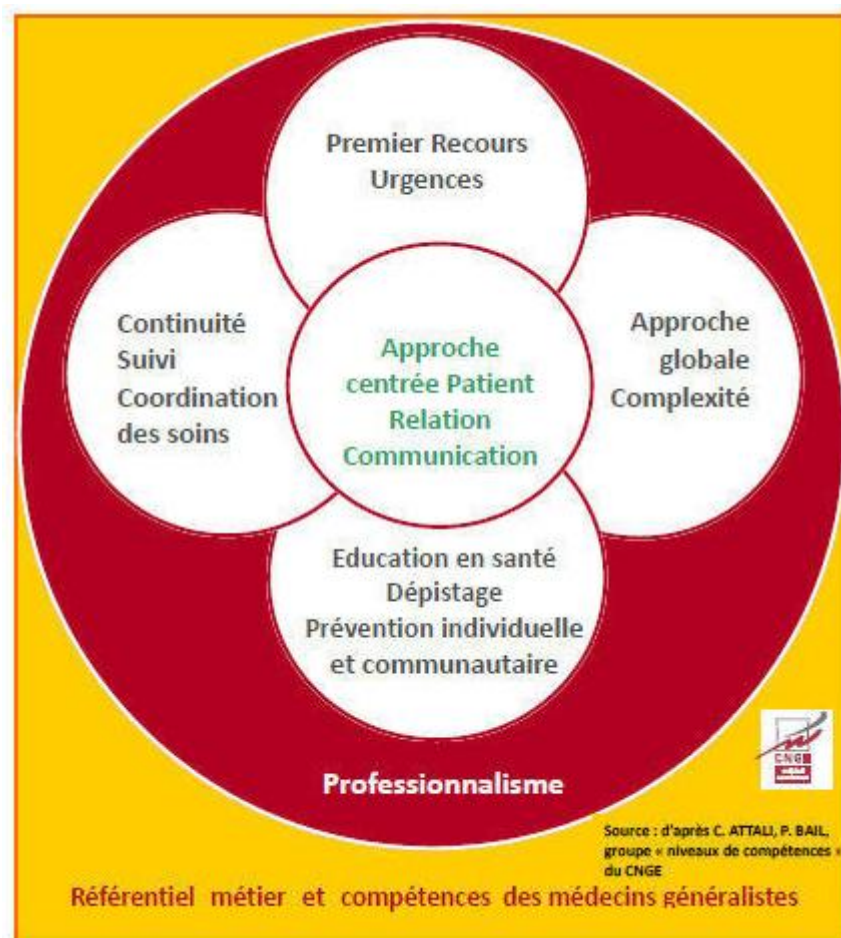 Premier Recours
Urgences
Continuité
Suivi
Coordination
des soins
Approche
centrée Patient
Relation
Communication
Approche
globale
Complexité
Education en santé
Dépistage
Prévention individuelle
et communautaire
Professionnalisme
CNGE
Source : d'après C. ATTALI, P. BAIL,
groupe « niveaux de compétences »
du CNGE
Référentiel métier et compétences des médecins généralistes